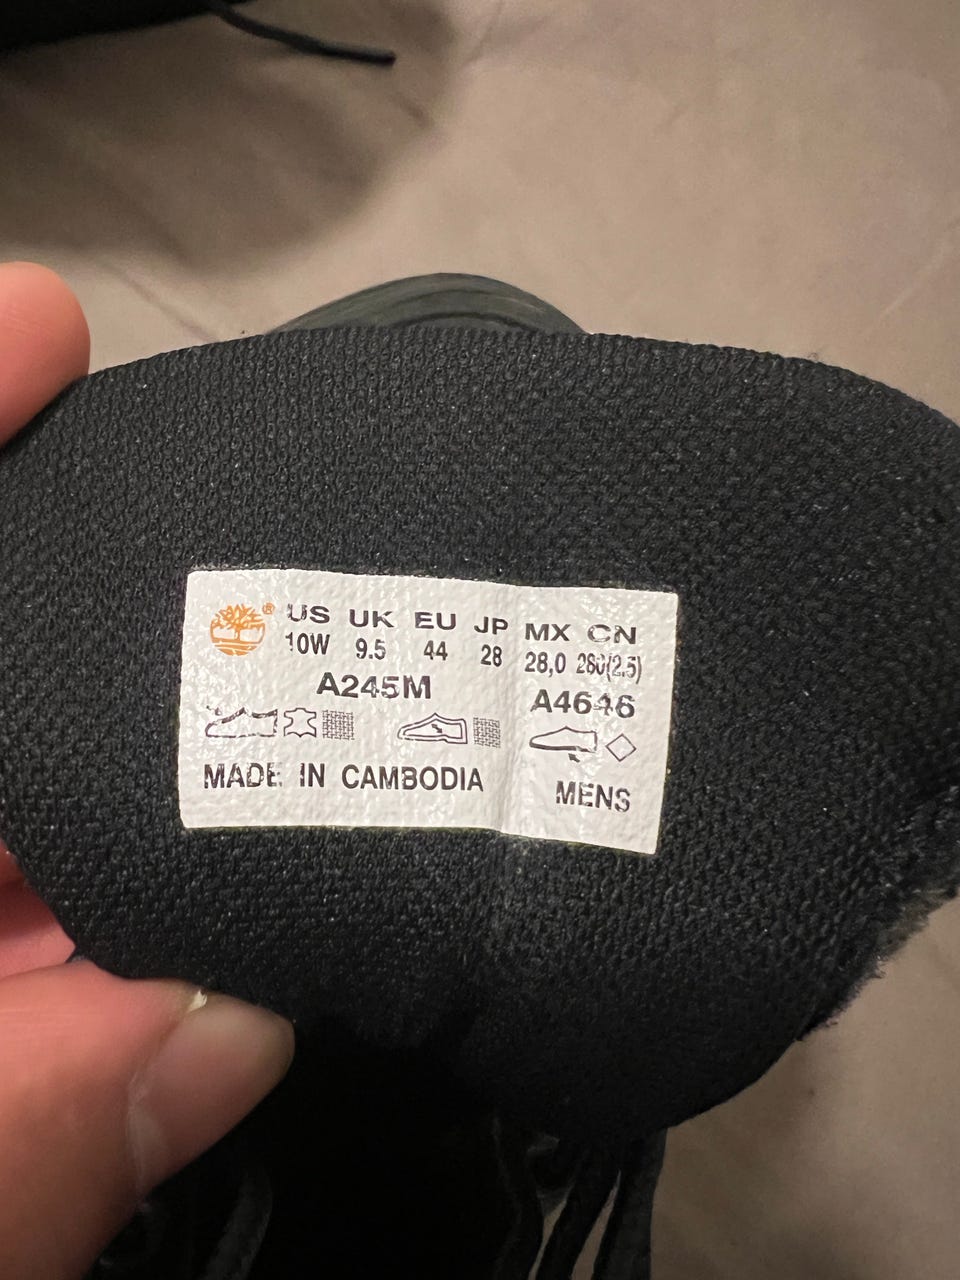 ® US UK EU JP MX CN
10W 9.5 44 28 28,0 280(2.5)
A245M A4646
MADE IN CAMBODIA MENS